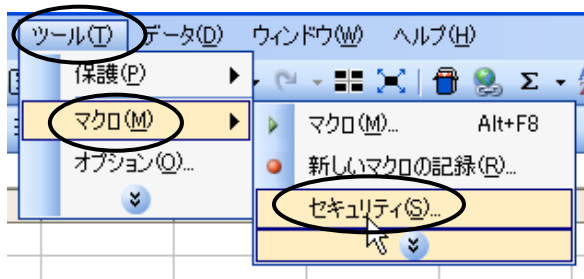 ツール(T) データ(D) ウィンドウ(W) ヘルプ(H)
保護(P)
マクロ(M)
オプション(O)...
マクロ(M)... Alt+F8
新しいマクロの記録(R)...
セキュリティ(S)...